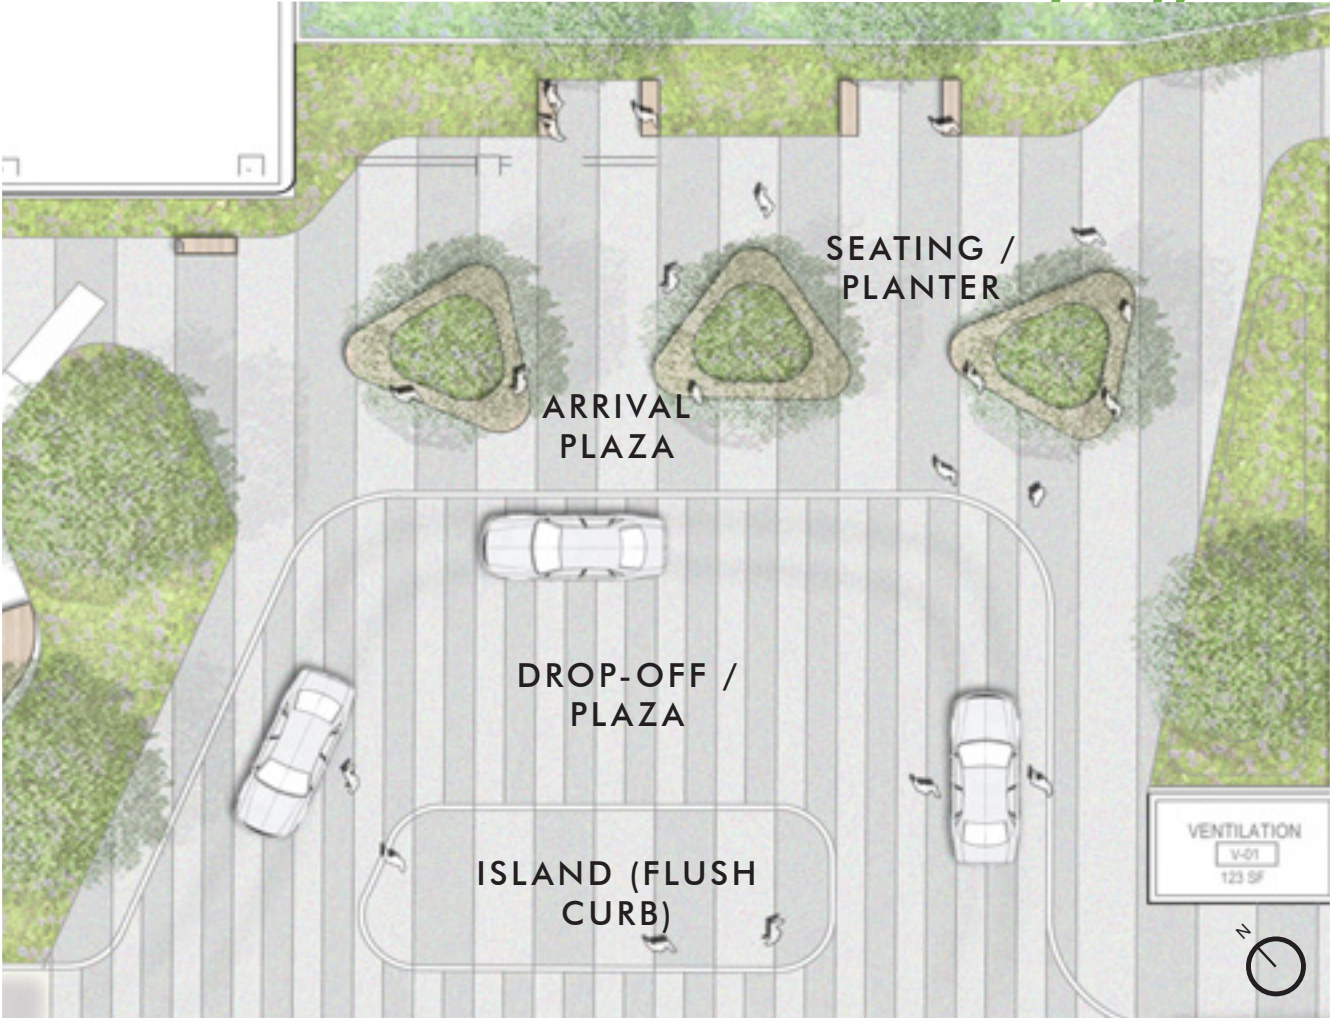 SEATING /
PLANTER
ARRIVAL
PLAZA
DROP-OFF /
PLAZA
ISLAND (FLUSH
CURB)
VENTILATION
V-01
123 SF
N